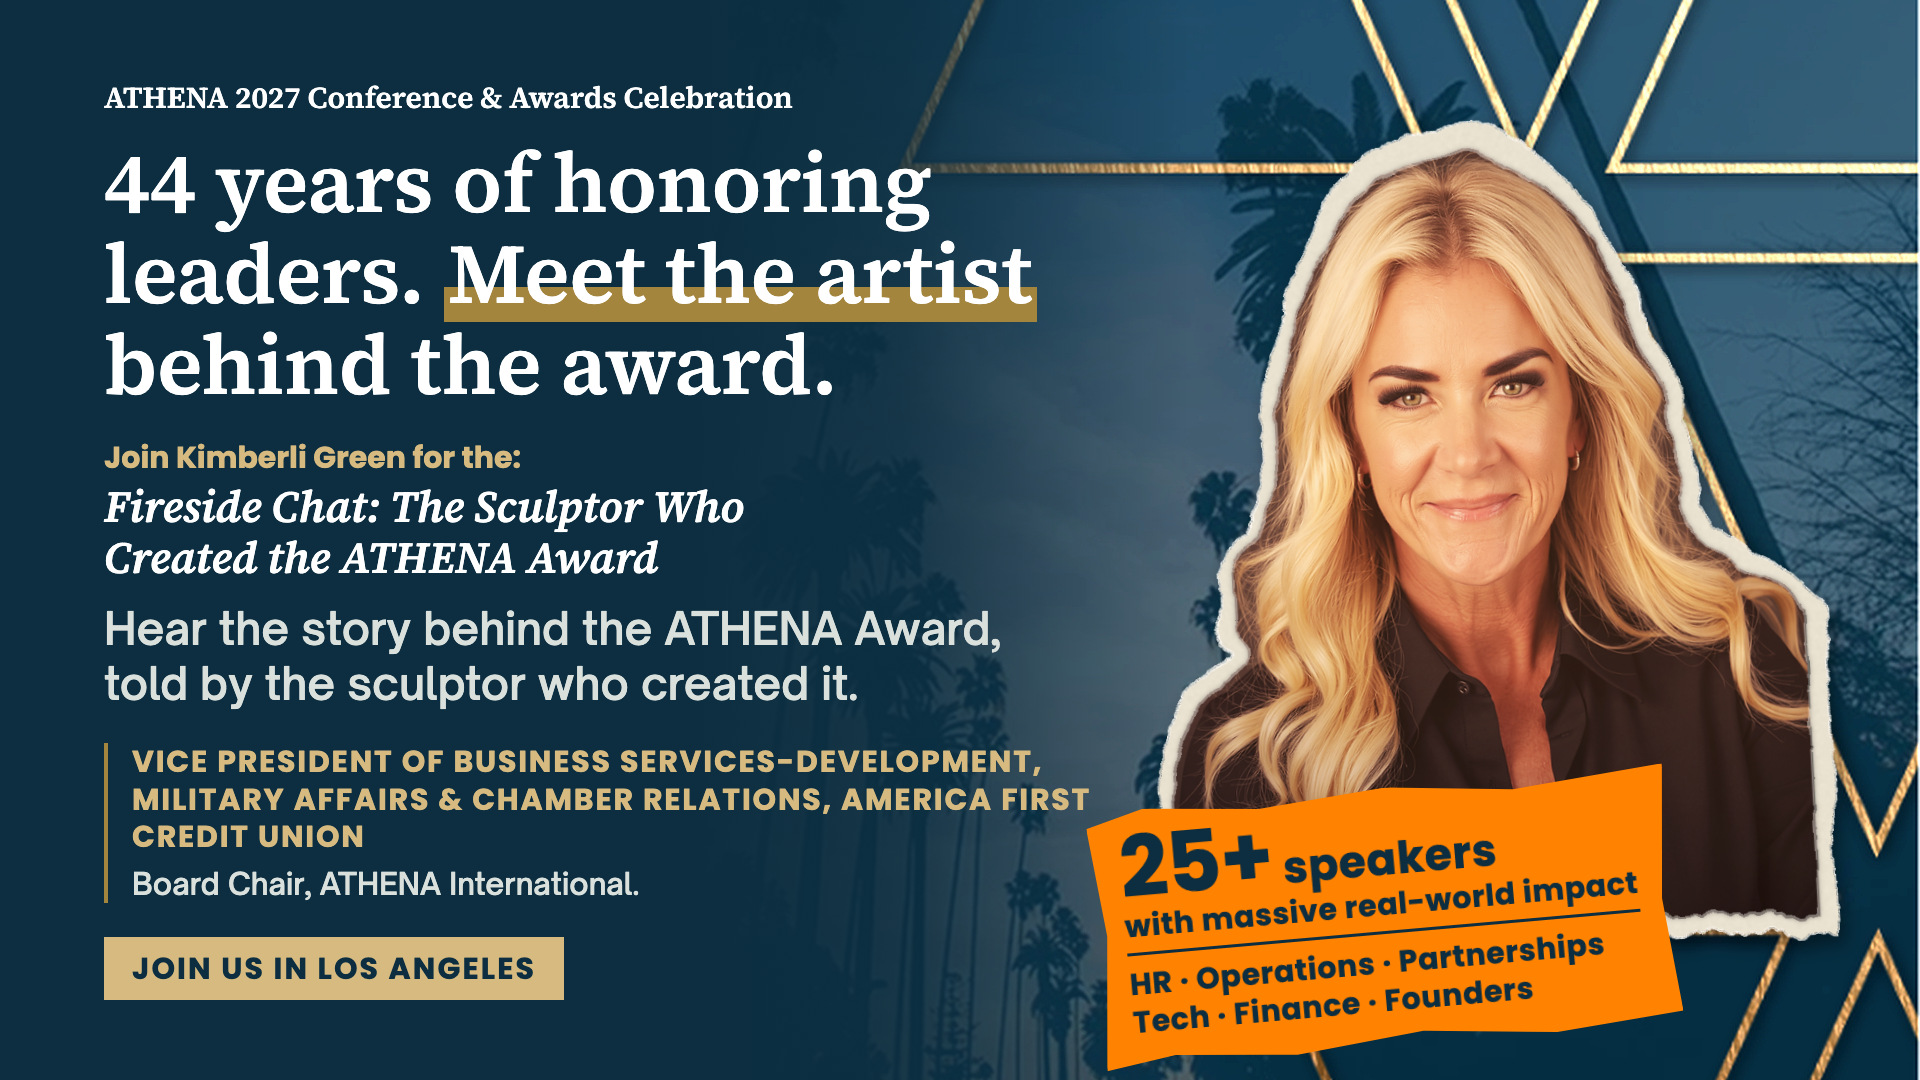 ATHENA 2027 Conference & Awards Celebration
44 years of honoring
leaders. Meet the artist
behind the award.
Join Kimberli Green for the:
Fireside Chat: The Sculptor Who
Created the ATHENA Award
Hear the story behind the ATHENA Award,
told by the sculptor who created it.
VICE PRESIDENT OF BUSINESS SERVICES-DEVELOPMENT,
MILITARY AFFAIRS & CHAMBER RELATIONS, AMERICA FIRST
CREDIT UNION
Board Chair, ATHENA International.
JOIN US IN LOS ANGELES
25+ speakers
with massive real-world impact
HR · Operations · Partnerships
Tech · Finance · Founders